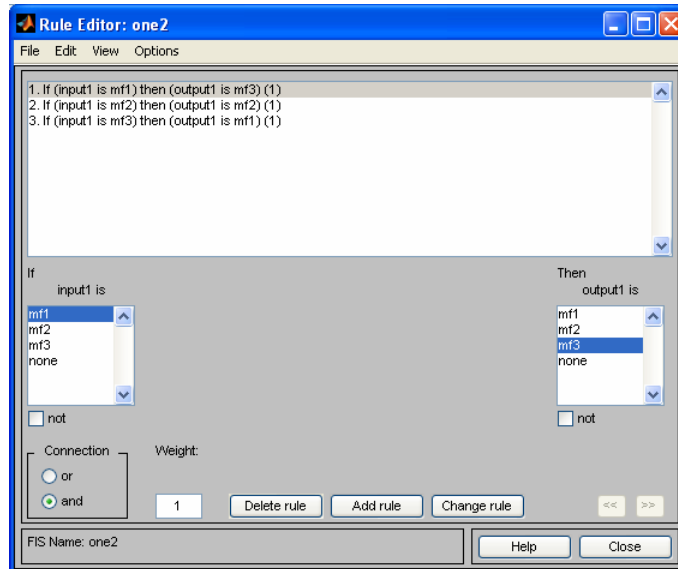 Rule Editor: one2
File Edit View Options
1. If (input1 is mf1) then (output1 is mf3) (1)
2. If (input1 is mf2) then (output1 is mf2) (1)
3. If (input1 is mf3) then (output1 is mf1) (1)
If
input1 is
mf1
mf2
mf3
none
not
Then
output1 is
mf1
mf2
mf3
none
not
Connection
or
and
Weight:
1
Delete rule
Add rule
Change rule
<< >>
FIS Name: one2
Help
Close